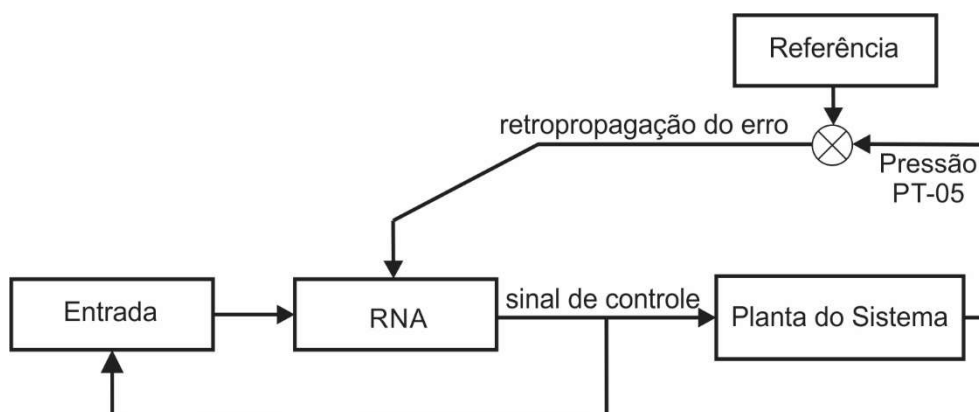 Referência
retropropagação do erro
Pressão
PT-05
Entrada
RNA
sinal de controle
Planta do Sistema